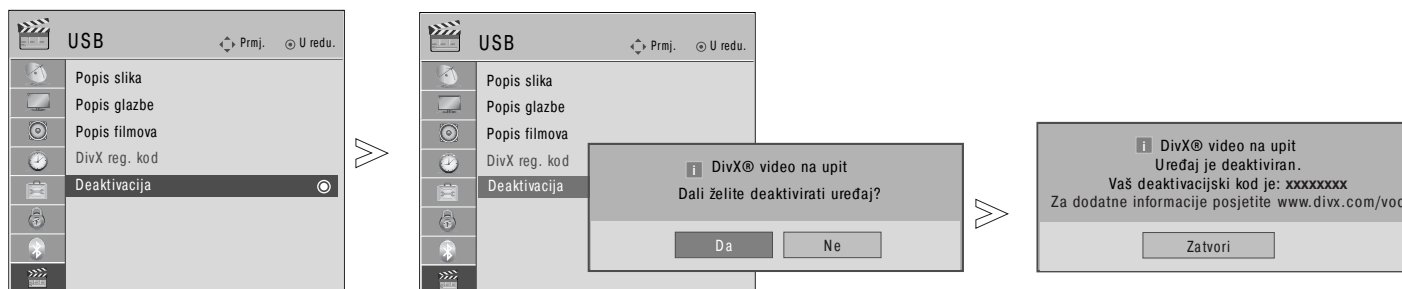 USB
Prmj.
U redu.
Popis slika
Popis glazbe
Popis filmova
DivX reg. kod
Deaktivacija
USB
Prmj.
U redu.
Popis slika
Popis glazbe
Popis filmova
DivX reg. kod
Deaktivacija
i DivX® video na upit
Dali želite deaktivirati uređaj?
Da
Ne
i DivX® video na upit
Uređaj je deaktiviran.
Vaš deaktivacijski kod je: xxxxxxxx
Za dodatne informacije posjetite www.divx.com/vod
Zatvori